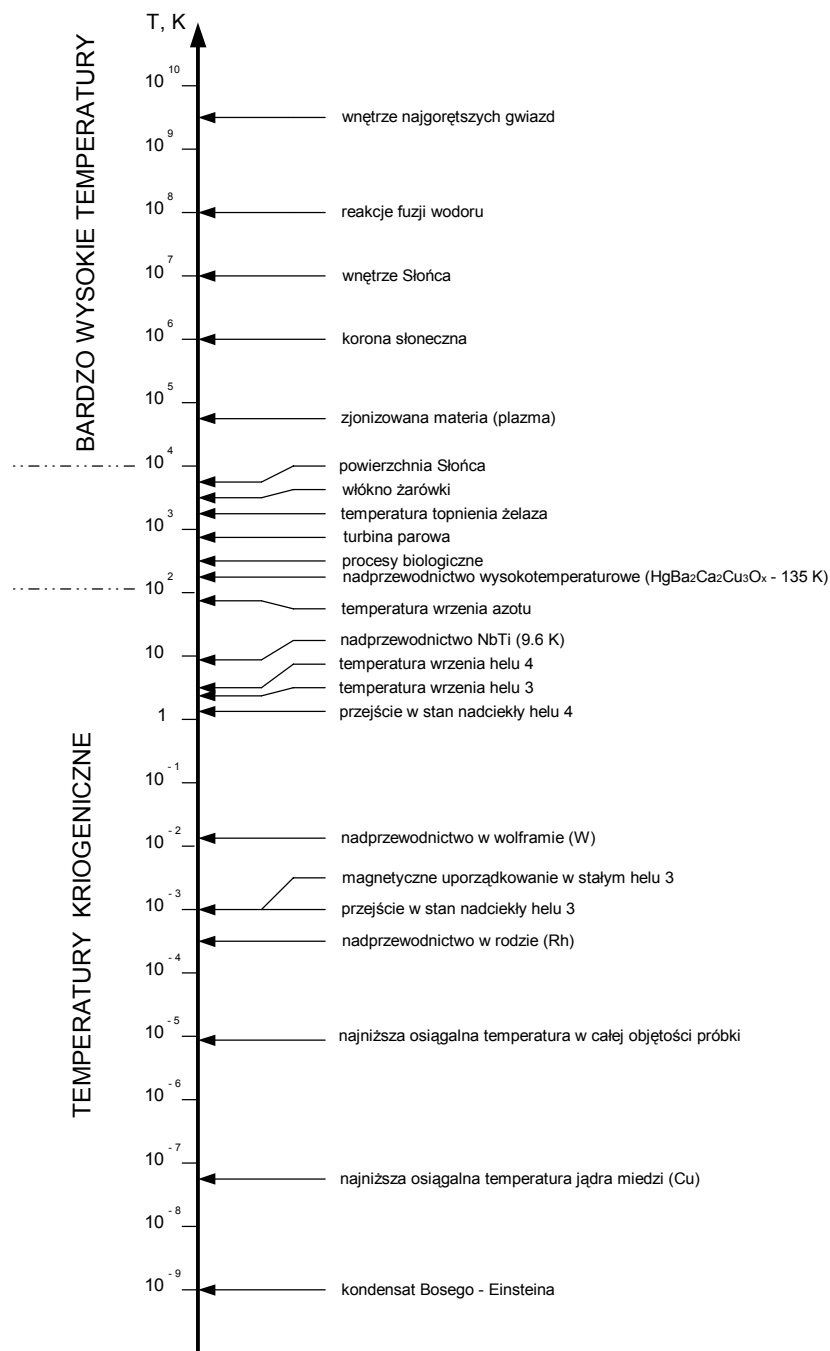 T, K
BARDZO WYSOKIE TEMPERATURY
TEMPERATURY KRIOGENICZNE
10^10
wnętrze najgorętszych gwiazd
10^9
10^8
reakcje fuzji wodoru
10^7
wnętrze Słońca
10^6
korona słoneczna
10^5
zjonizowana materia (plazma)
10^4
powierzchnia Słońca
włókno żarówki
temperatura topnienia żelaza
10^3
turbina parowa
procesy biologiczne
nadprzewodnictwo wysokotemperaturowe (HgBa₂Ca₂Cu₃Oₓ - 135 K)
10^2
temperatura wrzenia azotu
nadprzewodnictwo NbTi (9.6 K)
10
temperatura wrzenia helu 4
temperatura wrzenia helu 3
przejście w stan nadciekły helu 4
1
10^-1
10^-2
nadprzewodnictwo w wolframie (W)
magnetyczne uporządkowanie w stałym helu 3
10^-3
przejście w stan nadciekły helu 3
nadprzewodnictwo w rodzie (Rh)
10^-4
10^-5
najniższa osiągalna temperatura w całej objętości próbki
10^-6
10^-7
najniższa osiągalna temperatura jądra miedzi (Cu)
10^-8
10^-9
kondensat Bosego - Einsteina